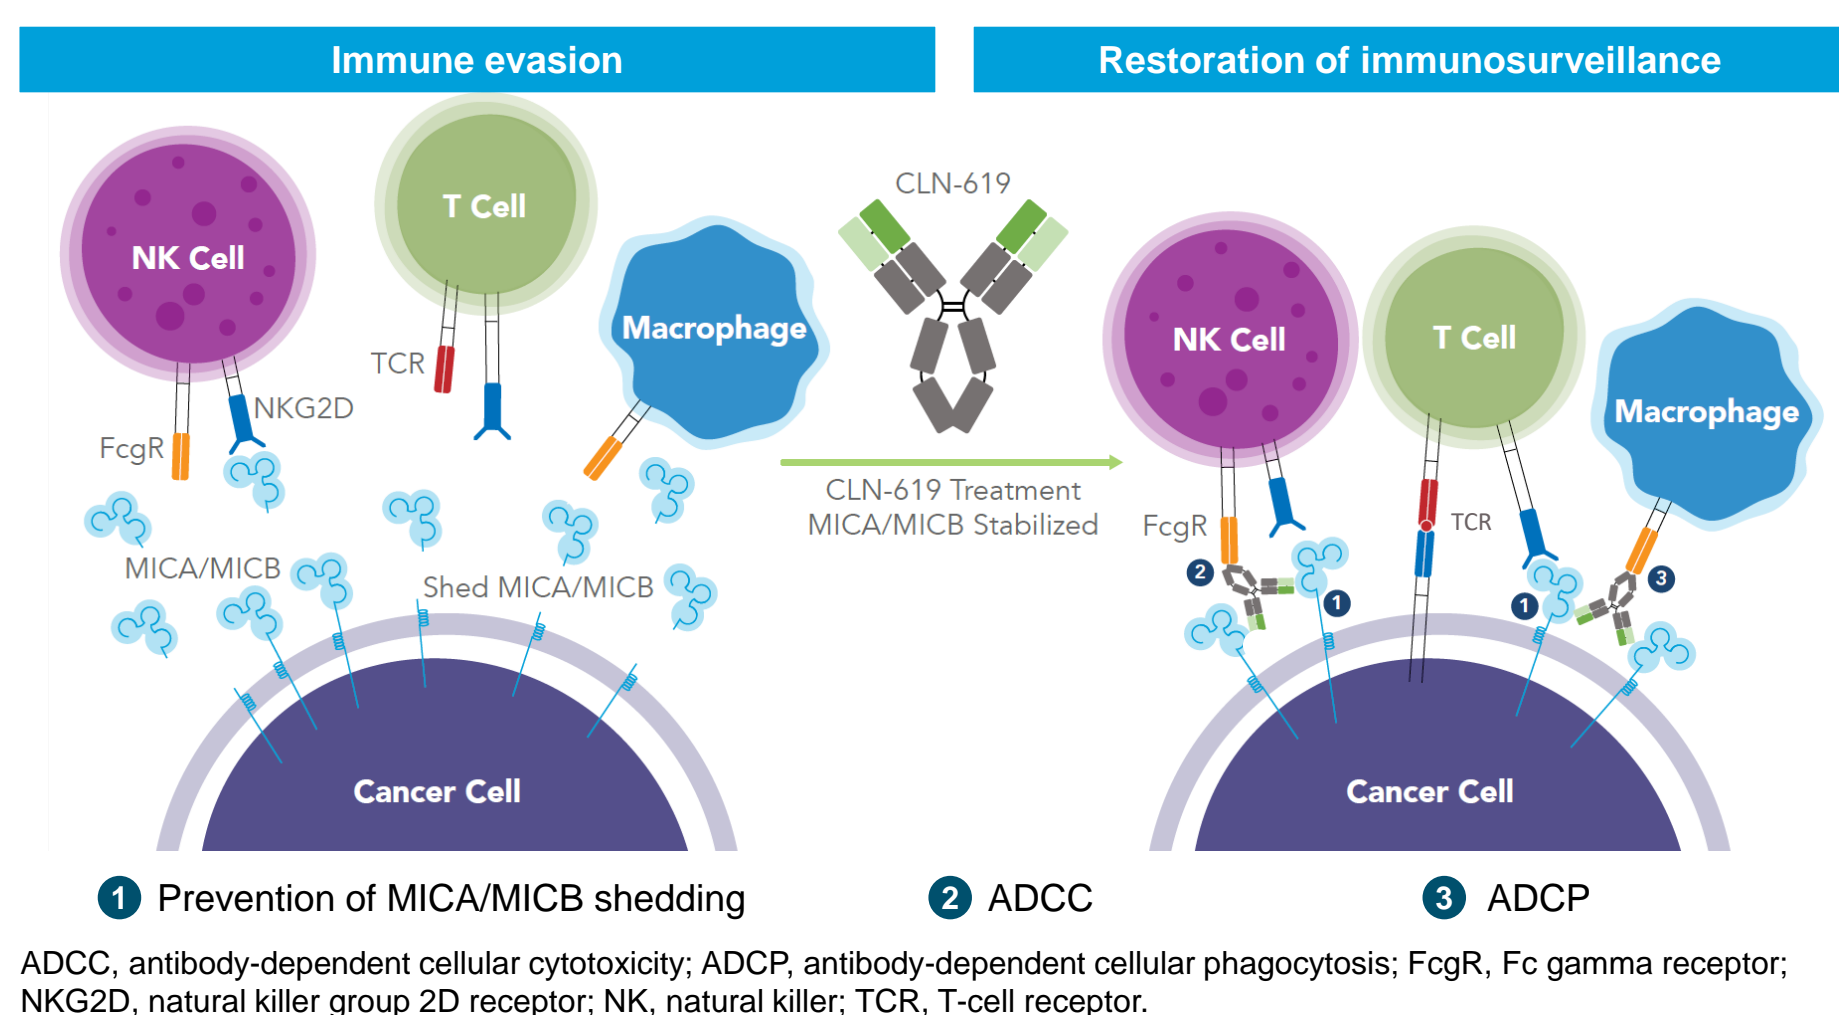 Immune evasion
Restoration of immunosurveillance
NK Cell
T Cell
Macrophage
TCR
NKG2D
FcgR
MICA/MICB
Shed MICA/MICB
Cancer Cell
CLN-619
CLN-619 Treatment
MICA/MICB Stabilized
NK Cell
T Cell
Macrophage
FcgR
TCR
2
1
1
3
Cancer Cell
1 Prevention of MICA/MICB shedding
2 ADCC
3 ADCP
ADCC, antibody-dependent cellular cytotoxicity; ADCP, antibody-dependent cellular phagocytosis; FcgR, Fc gamma receptor;
NKG2D, natural killer group 2D receptor; NK, natural killer; TCR, T-cell receptor.